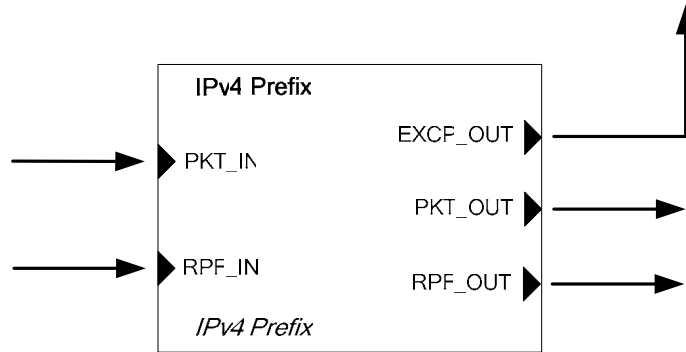 IPv4 Prefix
EXCP_OUT
PKT_IN
PKT_OUT
RPF_IN
RPF_OUT
IPv4 Prefix